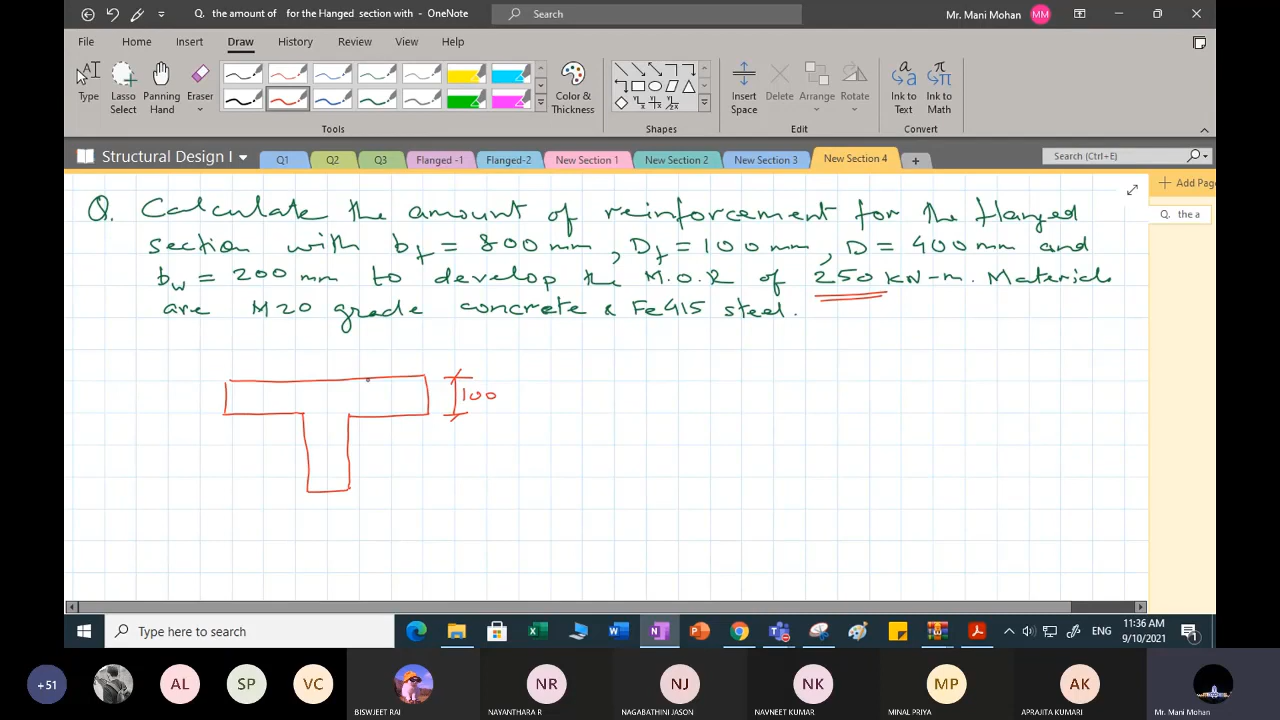 Q. the amount of for the Hanged section with - OneNote
Search
Mr. Mani Mohan
MM
File Home Insert Draw History Review View Help
Type
Lasso Select
Panning Hand
Eraser
Color & Thickness
Insert Space
Delete
Arrange
Rotate
Ink to Text
Ink to Math
Tools
Shapes
Edit
Convert
Structural Design I
Q1
Q2
Q3
Flanged -1
Flanged-2
New Section 1
New Section 2
New Section 3
New Section 4
Search (Ctrl+E)
Add Page
Q. the a
Q. Calculate the amount of reinforcement for the flanged
section with bf = 800 mm, Df = 100 mm, D = 400 mm and
bw = 200 mm to develop the M.O.R of 250 kN-m. Materials
are M20 grade concrete & Fe415 steel.
100
Type here to search
ENG
11:36 AM
9/10/2021
1
+51
AL
SP
VC
BISWJEET RAI
NR
NAYANTHARA R
NJ
NAGABATHINI JASON
NK
NAVNEET KUMAR
MP
MINAL PRIYA
AK
APRAJITA KUMARI
Mr. Mani Mohan